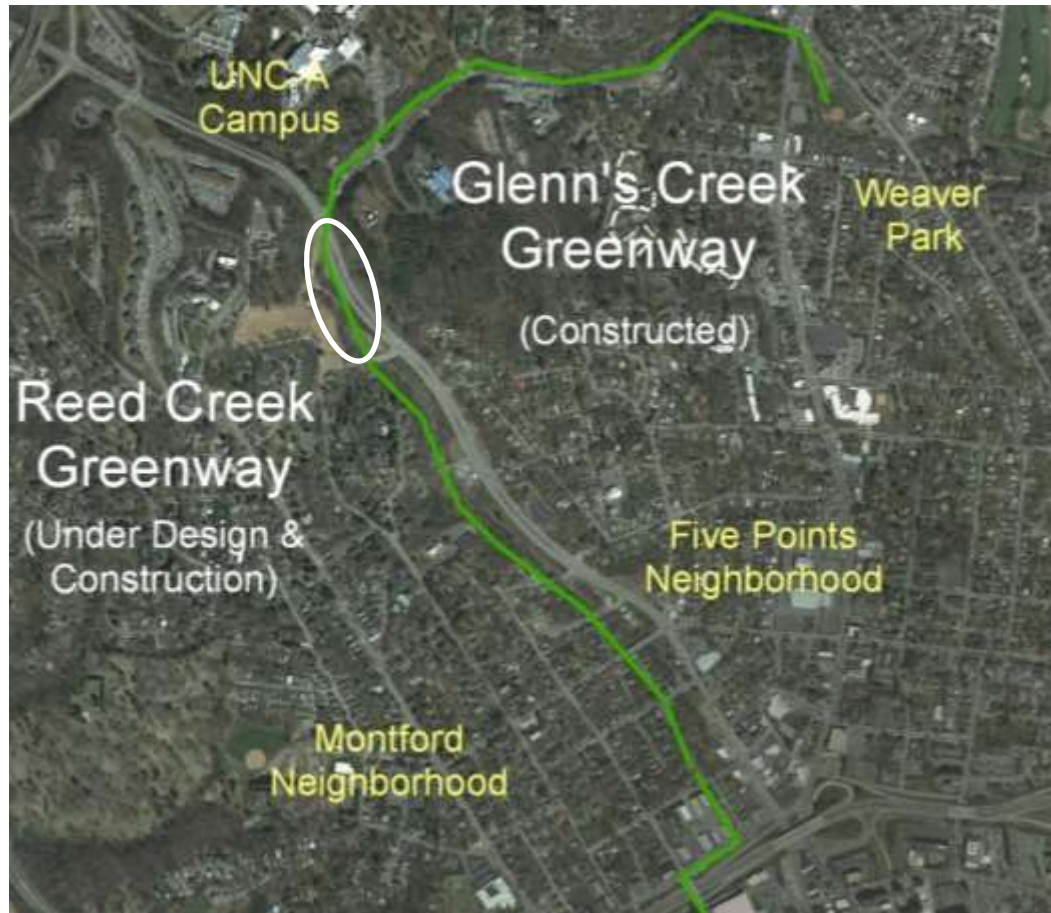 UNC-A
Campus
Glenn's Creek
Greenway
(Constructed)
Weaver
Park
Reed Creek
Greenway
(Under Design &
Construction)
Five Points
Neighborhood
Montford
Neighborhood